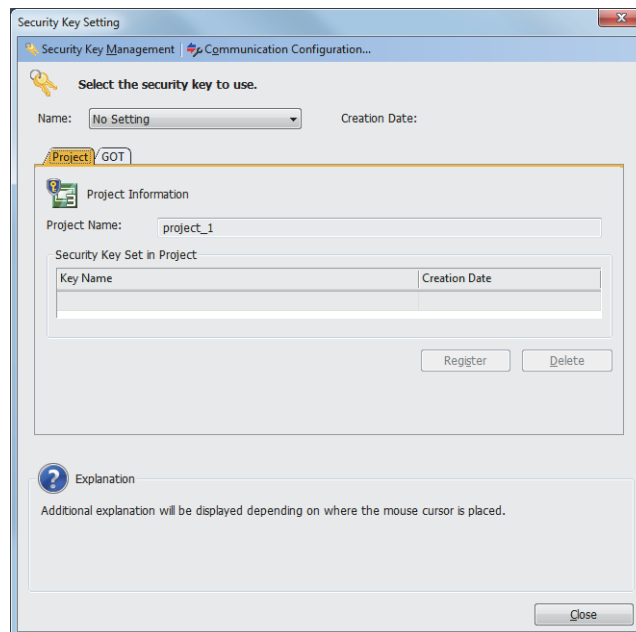 Security Key Setting
Security Key Management | Communication Configuration...
Select the security key to use.
Name: No Setting Creation Date:
Project GOT
Project Information
Project Name: project_1
Security Key Set in Project
Key Name Creation Date
Register Delete
Explanation
Additional explanation will be displayed depending on where the mouse cursor is placed.
Close